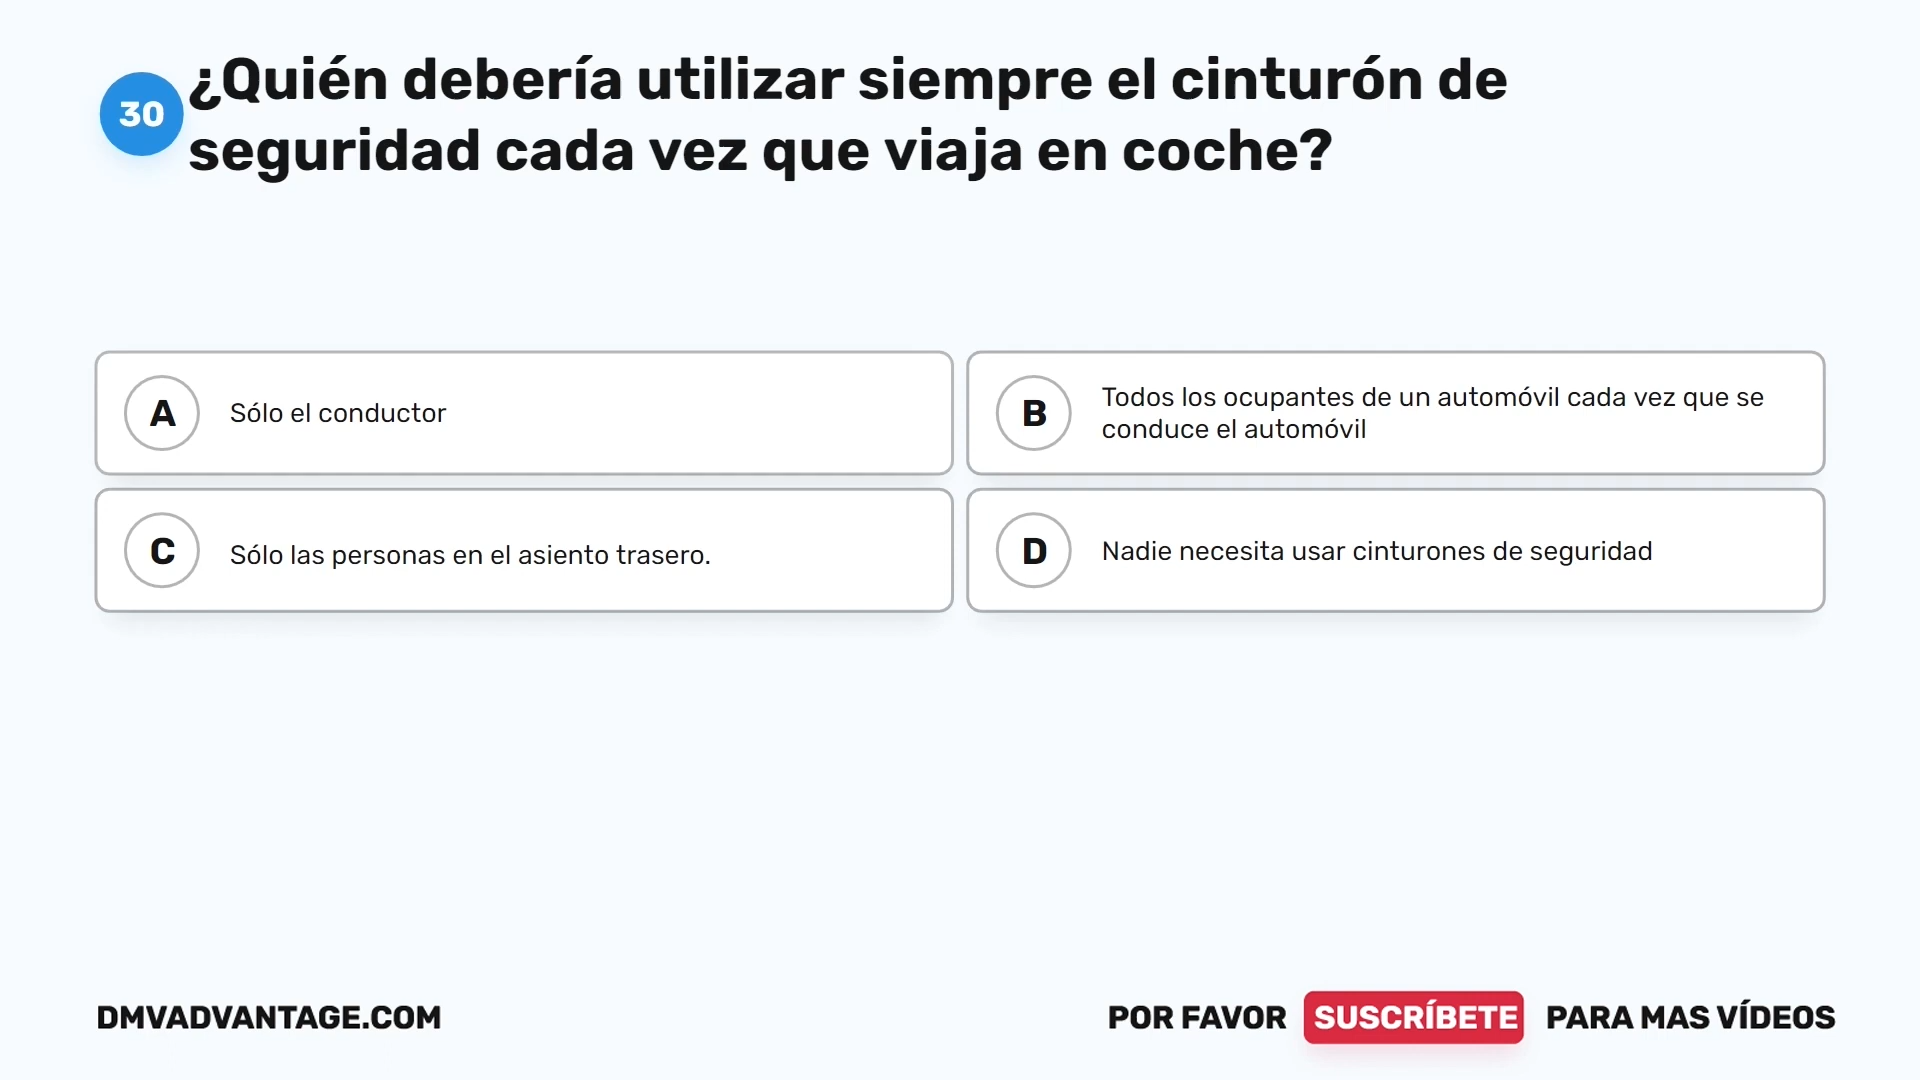 30
¿Quién debería utilizar siempre el cinturón de
seguridad cada vez que viaja en coche?
A
Sólo el conductor
B
Todos los ocupantes de un automóvil cada vez que se
conduce el automóvil
C
Sólo las personas en el asiento trasero.
D
Nadie necesita usar cinturones de seguridad
DMVADVANTAGE.COM
POR FAVOR SUSCRÍBETE PARA MAS VÍDEOS